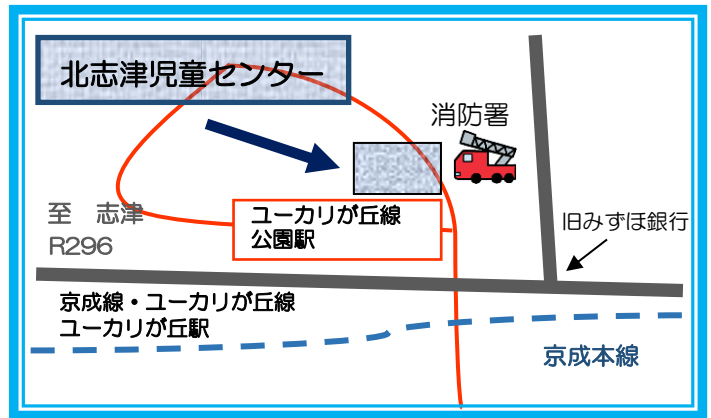 北志津児童センター
消防署
至　志津
R296
ユーカリが丘線
公園駅
旧みずほ銀行
京成線・ユーカリが丘線
ユーカリが丘駅
京成本線